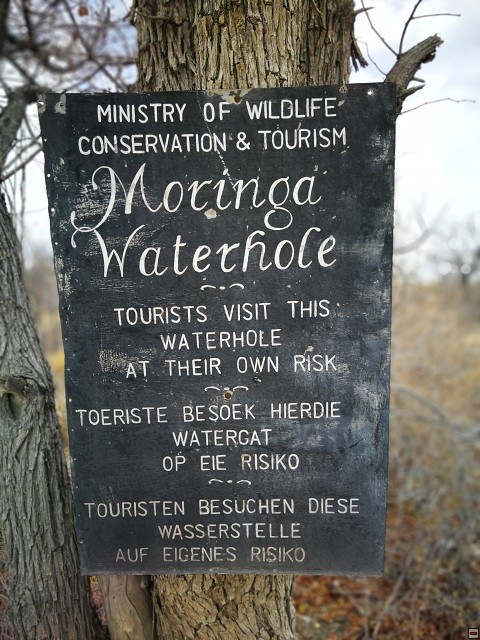 MINISTRY OF WILDLIFE
CONSERVATION & TOURISM
Moringa
Waterhole
TOURISTS VISIT THIS
WATERHOLE
AT THEIR OWN RISK
TOERISTE BESOEK HIERDIE
WATERGAT
OP EIE RISIKO
TOURISTEN BESUCHEN DIESE
WASSERSTELLE
AUF EIGENES RISIKO